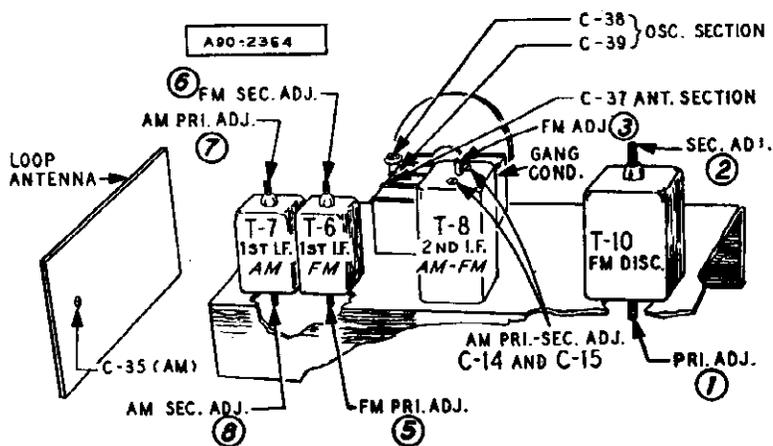 A90-2364
C-38
C-39
OSC. SECTION
6
FM SEC. ADJ.
C-37 ANT. SECTION
AM PRI. ADJ.
7
FM ADJ
3
SEC. ADJ.
2
LOOP
ANTENNA
GANG
COND.
T-7
1ST I.F.
AM
T-6
1ST I.F.
FM
T-8
2ND I.F.
AM-FM
T-10
FM DISC.
C-35 (AM)
AM PRI.-SEC. ADJ.
C-14 AND C-15
PRI. ADJ.
1
AM SEC. ADJ.
8
FM PRI. ADJ.
5